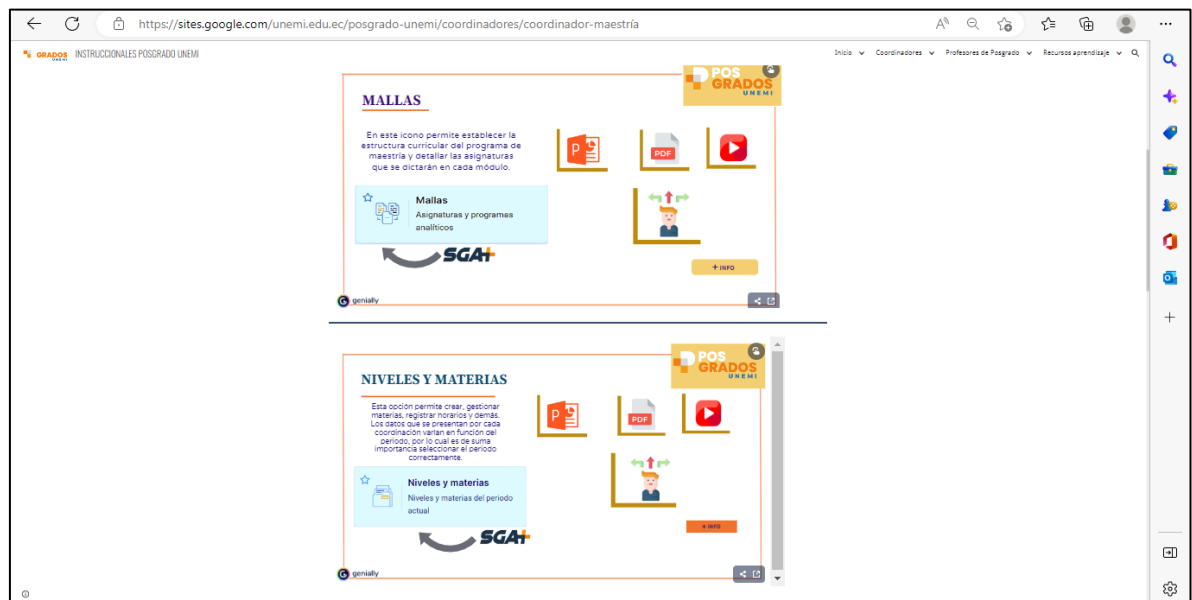 https://sites.google.com/unemi.edu.ec/posgrado-unemi/coordinadores/coordinador-maestría
GRADOS UNEMI INSTRUCCIONALES POSGRADO UNEMI
Inicio Coordinadores Profesores de Posgrado Recursos aprendizaje
POS
GRADOS
UNEMI
MALLAS
En este icono permite establecer la
estructura curricular del programa de
maestría y detallar las asignaturas
que se dictarán en cada módulo.
P
PDF
Mallas
Asignaturas y programas
analíticos
SGA+
+ INFO
G genially
POS
GRADOS
UNEMI
NIVELES Y MATERIAS
Esta opción permite crear, gestionar
materias, registrar horarios y demás.
Los datos que se presentan por cada
coordinación varían en función del
periodo, por lo cual es de suma
importancia seleccionar el periodo
correctamente.
P
PDF
Niveles y materias
Niveles y materias del periodo
actual
SGA+
+ INFO
G genially